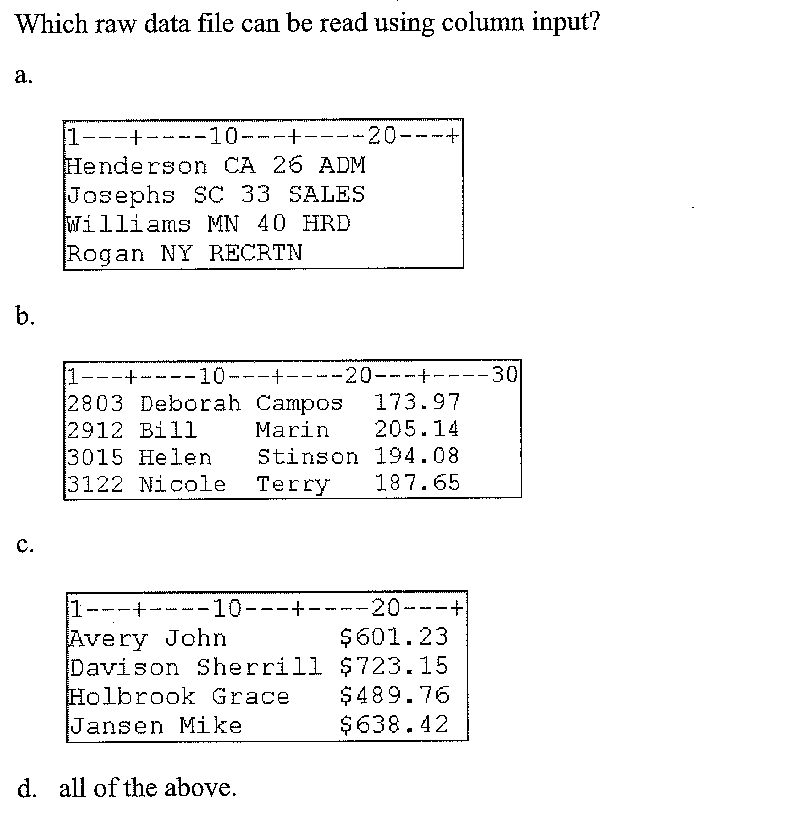 Which raw data file can be read using column input?
a.
1---+----10---+----20---+
Henderson CA 26 ADM
Josephs SC 33 SALES
Williams MN 40 HRD
Rogan NY RECRTN
b.
1---+----10---+----20---+----30
2803 Deborah Campos  173.97
2912 Bill    Marin   205.14
3015 Helen   Stinson 194.08
3122 Nicole  Terry   187.65
c.
1---+----10---+----20---+
Avery John       $601.23
Davison Sherrill $723.15
Holbrook Grace   $489.76
Jansen Mike      $638.42
d. all of the above.